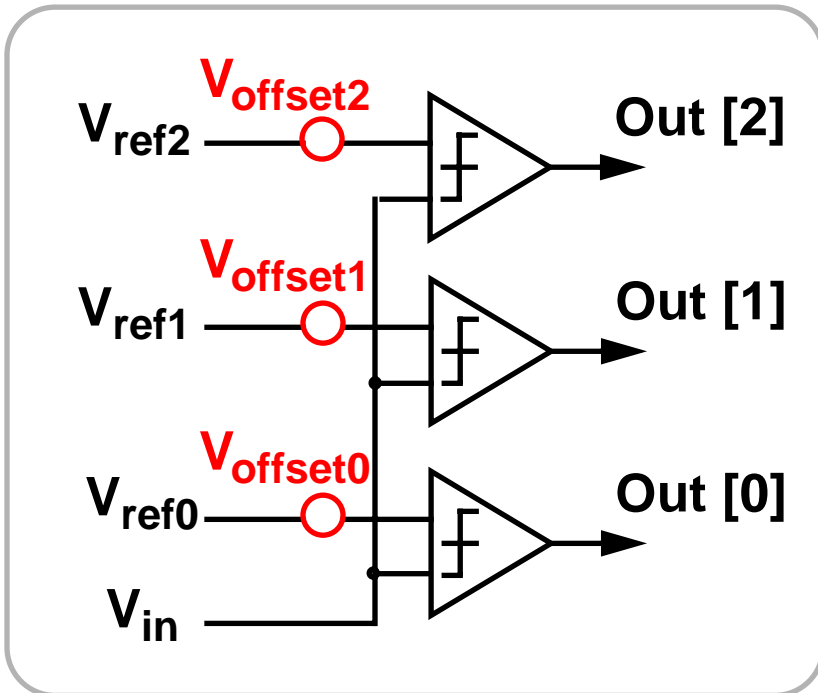 Voffset2
Vref2
Out [2]
Voffset1
Vref1
Out [1]
Voffset0
Vref0
Out [0]
Vin